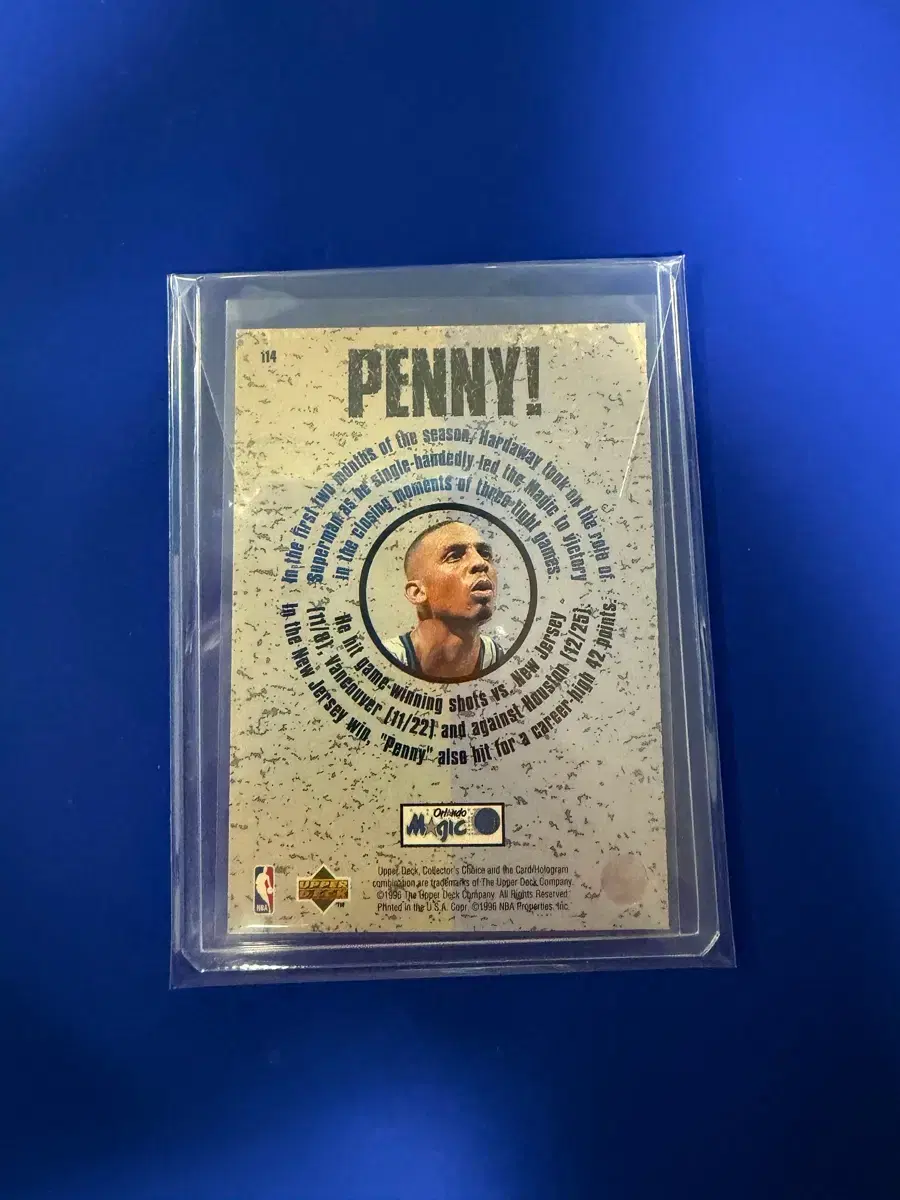 114
PENNY!
In the first two months of the season, Hardaway took on the role of
Superman as he single-handedly led the Magic to victory
in the closing moments of three tight games.
He hit game-winning shots vs. New Jersey
(11/8), Vancouver (11/22) and against Houston (12/25).
In the New Jersey win, "Penny" also hit for a career-high 42 points.
Orlando
Magic
NBA
UPPER
DECK
TM
Upper Deck, Collector's Choice and the Card/Hologram
combination are trademarks of The Upper Deck Company.
©1996 The Upper Deck Company. All Rights Reserved.
Printed in the U.S.A. Copr. ©1996 NBA Properties, Inc.